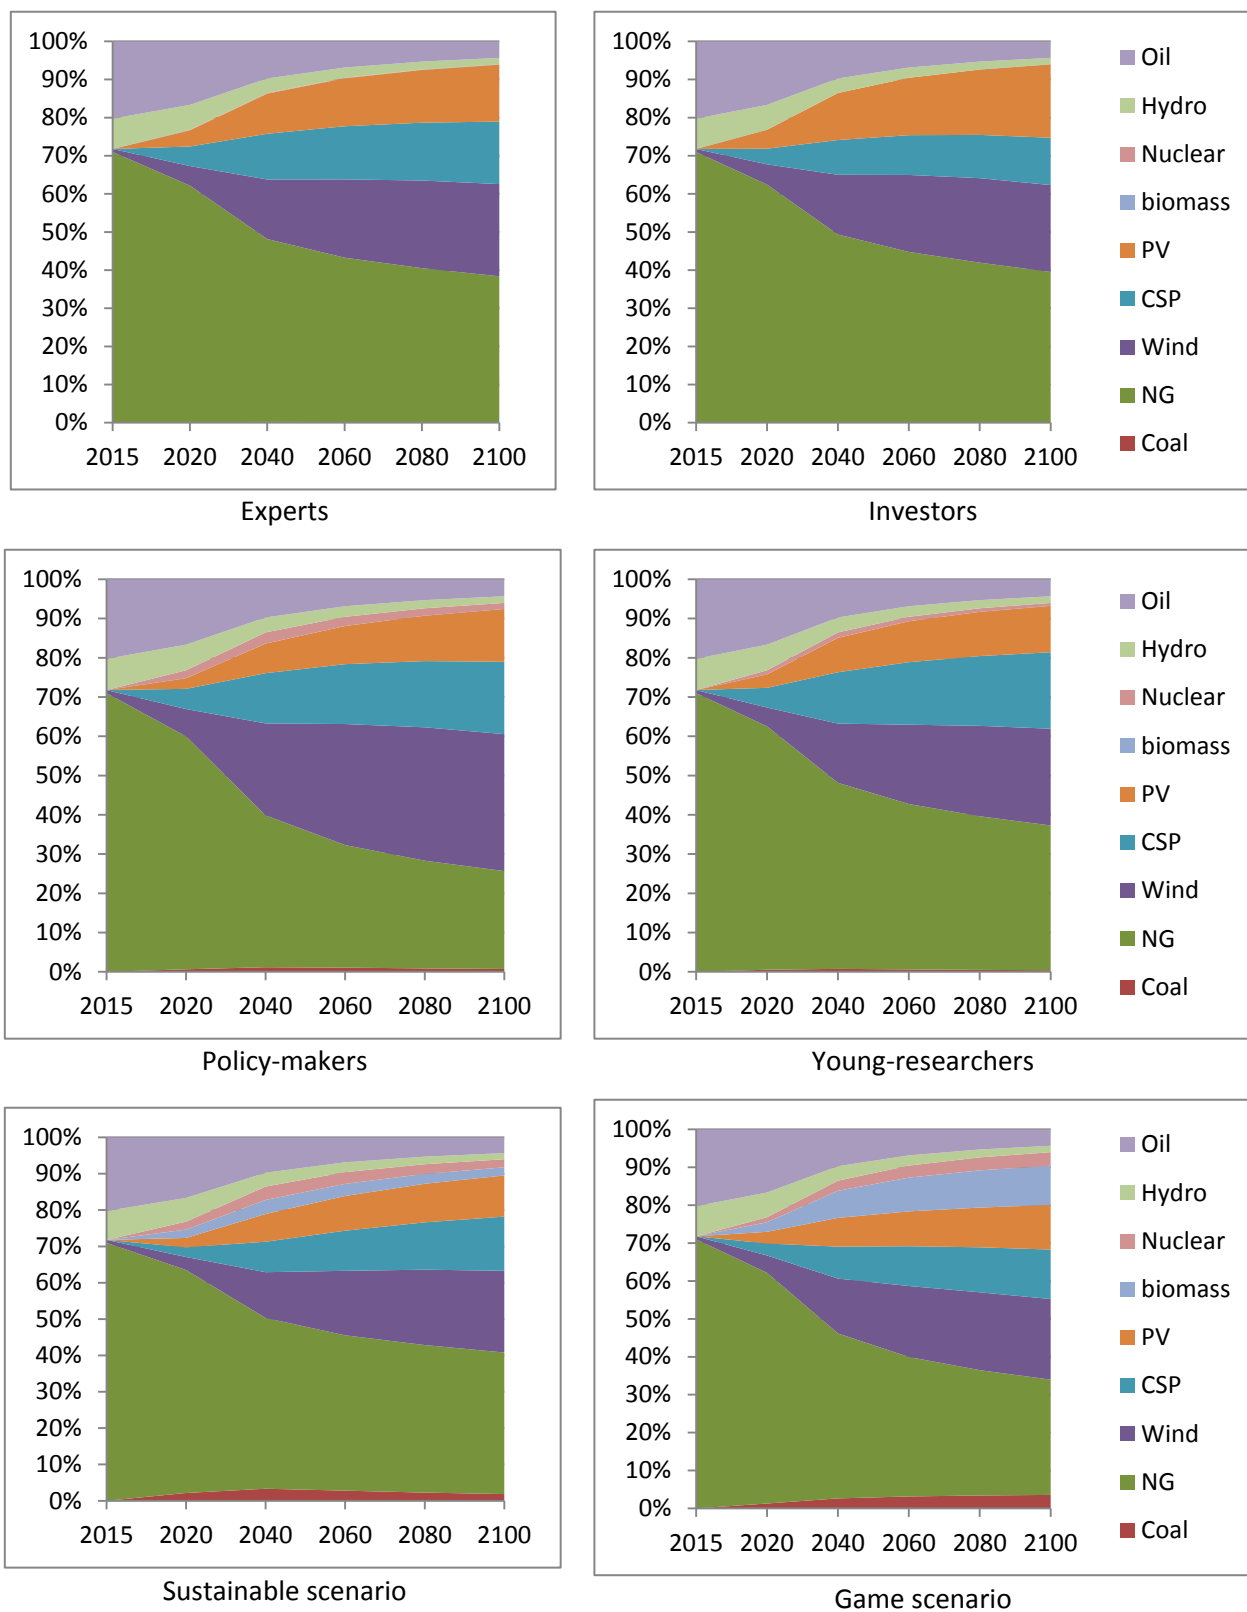 100%
90%
80%
70%
60%
50%
40%
30%
20%
10%
0%
2015 2020 2040 2060 2080 2100
Experts
100%
90%
80%
70%
60%
50%
40%
30%
20%
10%
0%
2015 2020 2040 2060 2080 2100
Oil
Hydro
Nuclear
biomass
PV
CSP
Wind
NG
Coal
Investors
100%
90%
80%
70%
60%
50%
40%
30%
20%
10%
0%
2015 2020 2040 2060 2080 2100
Policy-makers
100%
90%
80%
70%
60%
50%
40%
30%
20%
10%
0%
2015 2020 2040 2060 2080 2100
Oil
Hydro
Nuclear
biomass
PV
CSP
Wind
NG
Coal
Young-researchers
100%
90%
80%
70%
60%
50%
40%
30%
20%
10%
0%
2015 2020 2040 2060 2080 2100
Sustainable scenario
100%
90%
80%
70%
60%
50%
40%
30%
20%
10%
0%
2015 2020 2040 2060 2080 2100
Oil
Hydro
Nuclear
biomass
PV
CSP
Wind
NG
Coal
Game scenario